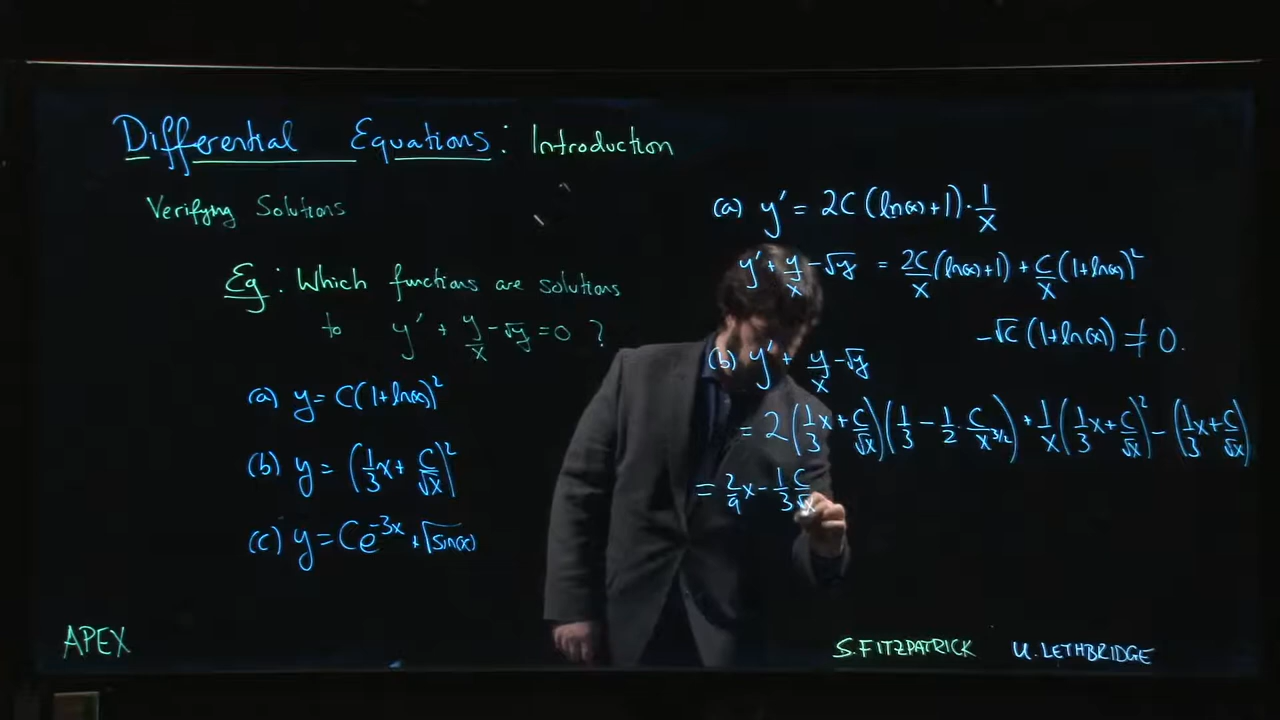 Differential Equations: Introduction
Verifying Solutions
Eg: Which functions are solutions
to y' + y/x - √y = 0 ?
(a) y = C(1+ln(x))²
(b) y = (1/3 x + C/√x)²
(c) y = Ce^(-3x) + √sin(x)
(a) y' = 2C (ln(x)+1)·1/x
y' + y/x - √y = 2C/x (ln(x)+1) + C/x (1+ln(x))²
-√C (1+ln(x)) ≠ 0.
(b) y' + y/x - √y
= 2(1/3 x + C/√x)(1/3 - 1/2 · C/x^(3/2)) + 1/x (1/3 x + C/√x)² - (1/3 x + C/√x)
= 2/9 x - 1/3 C/√x
APEX
S.FITZPATRICK U.LETHBRIDGE